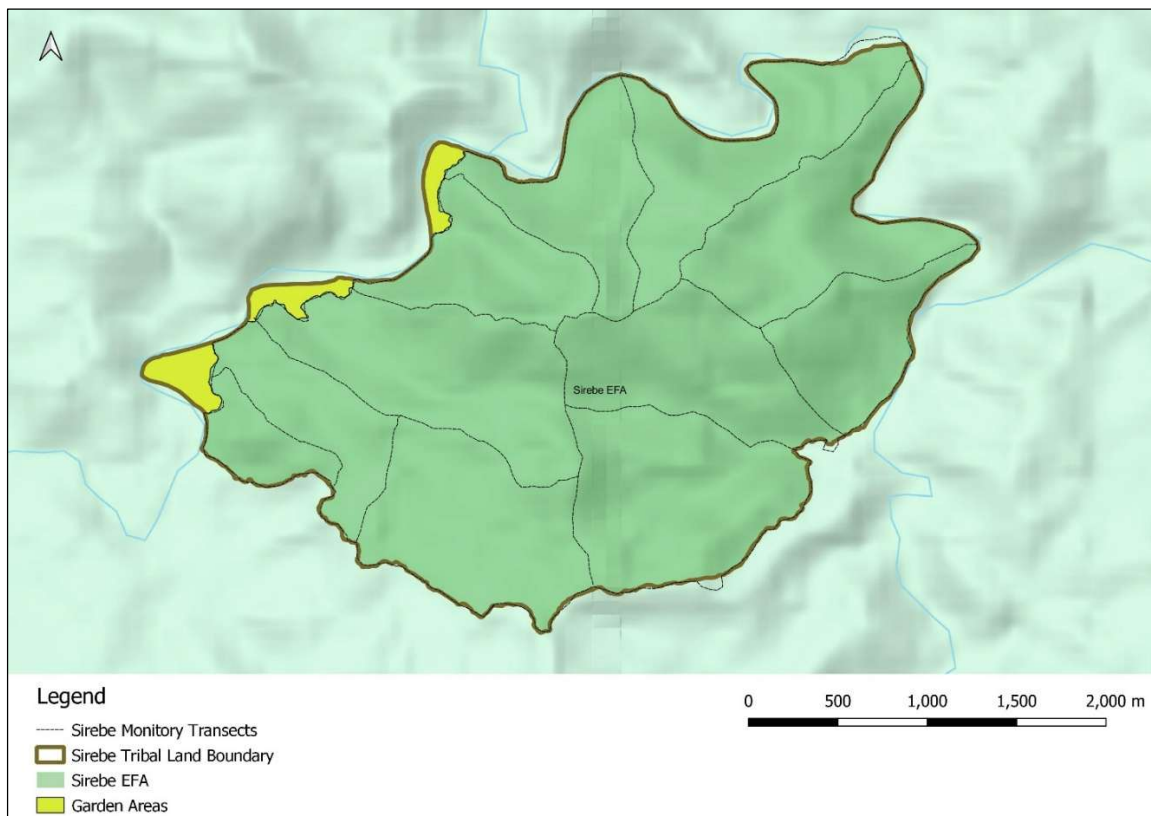 Sirebe EFA
Legend
Sirebe Monitory Transects
Sirebe Tribal Land Boundary
Sirebe EFA
Garden Areas
0 500 1,000 1,500 2,000 m